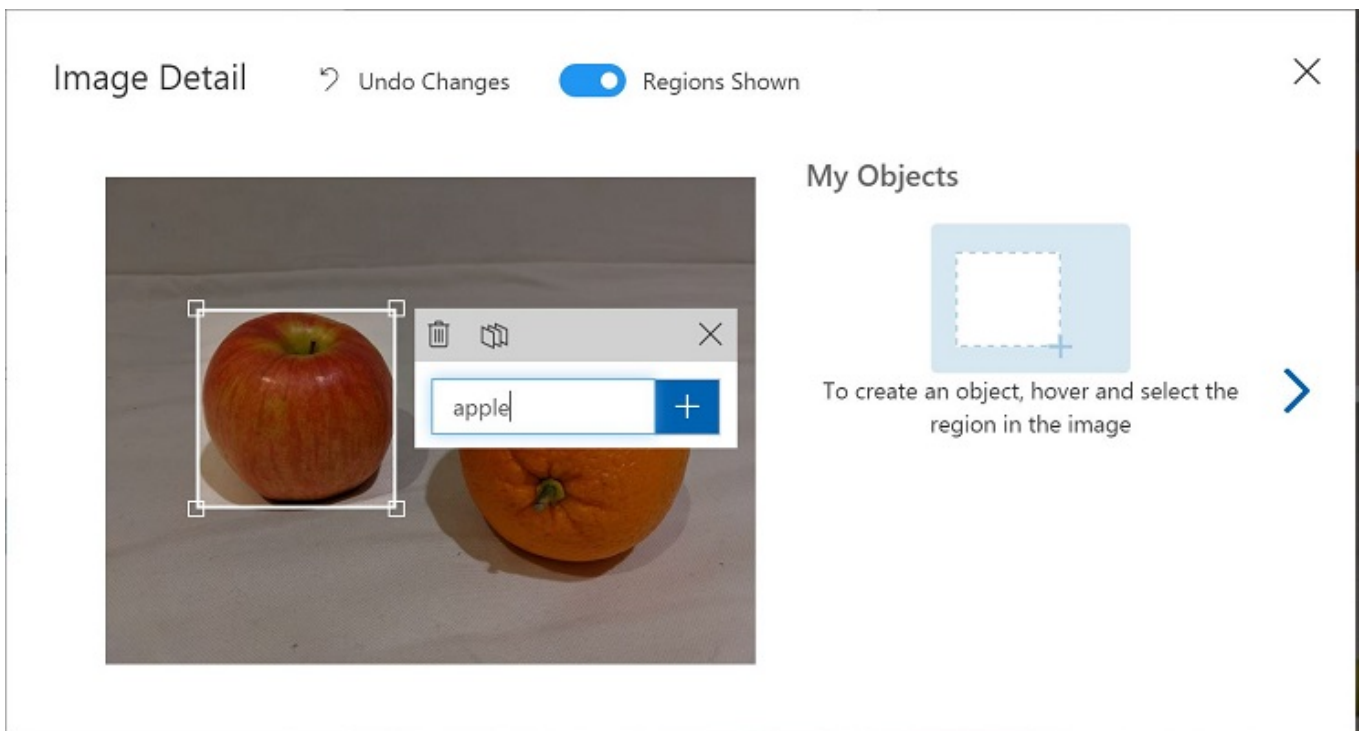 Image Detail
Undo Changes
Regions Shown
My Objects
apple
To create an object, hover and select the
region in the image